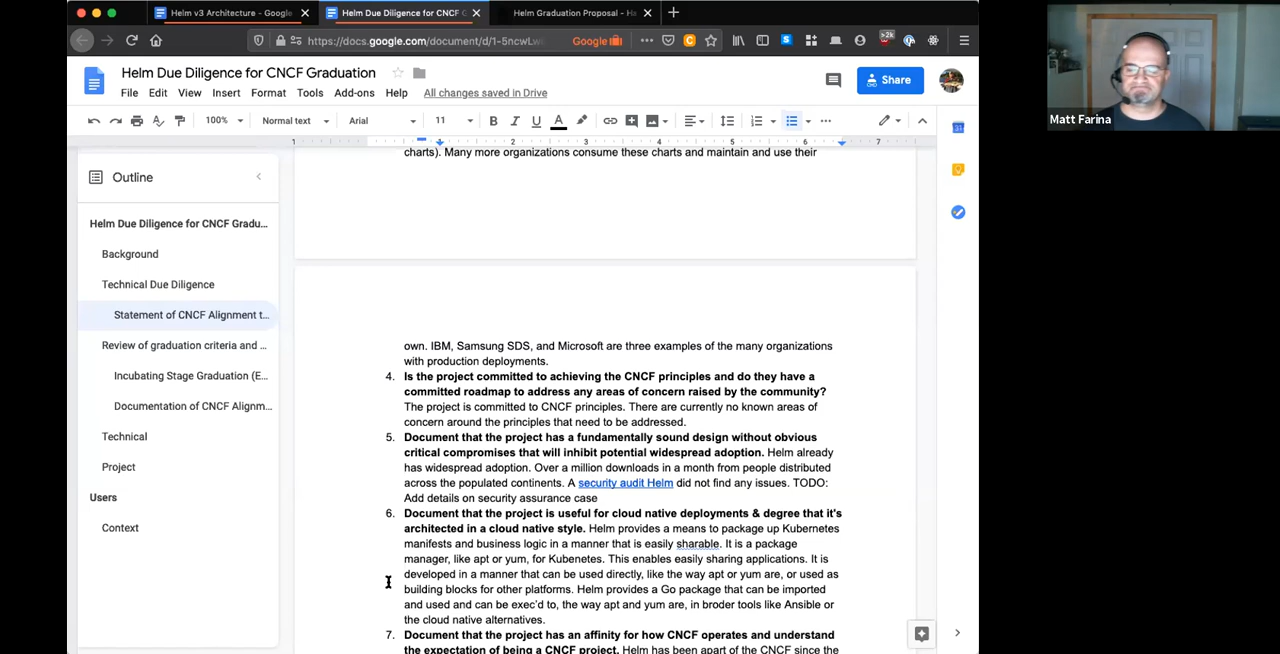 Helm v3 Architecture - Google
Helm Due Diligence for CNCF G
Helm Graduation Proposal - Ha
https://docs.google.com/document/d/1-5ncwL
Google
>2k
Helm Due Diligence for CNCF Graduation
Share
File Edit View Insert Format Tools Add-ons Help All changes saved in Drive
100% Normal text Arial 11 B I U A
1 1 2 3 4 5 6 7
31
Outline
Helm Due Diligence for CNCF Gradu...
Background
Technical Due Diligence
Statement of CNCF Alignment t...
Review of graduation criteria and ...
Incubating Stage Graduation (E...
Documentation of CNCF Alignm...
Technical
Project
Users
Context
charts). Many more organizations consume these charts and maintain and use their
own. IBM, Samsung SDS, and Microsoft are three examples of the many organizations
with production deployments.
4. Is the project committed to achieving the CNCF principles and do they have a
committed roadmap to address any areas of concern raised by the community?
The project is committed to CNCF principles. There are currently no known areas of
concern around the principles that need to be addressed.
5. Document that the project has a fundamentally sound design without obvious
critical compromises that will inhibit potential widespread adoption. Helm already
has widespread adoption. Over a million downloads in a month from people distributed
across the populated continents. A security audit Helm did not find any issues. TODO:
Add details on security assurance case
6. Document that the project is useful for cloud native deployments & degree that it's
architected in a cloud native style. Helm provides a means to package up Kubernetes
manifests and business logic in a manner that is easily sharable. It is a package
manager, like apt or yum, for Kubenetes. This enables easily sharing applications. It is
developed in a manner that can be used directly, like the way apt or yum are, or used as
building blocks for other platforms. Helm provides a Go package that can be imported
and used and can be exec'd to, the way apt and yum are, in broder tools like Ansible or
the cloud native alternatives.
7. Document that the project has an affinity for how CNCF operates and understand
the expectation of being a CNCF project. Helm has been apart of the CNCF since the
Matt Farina